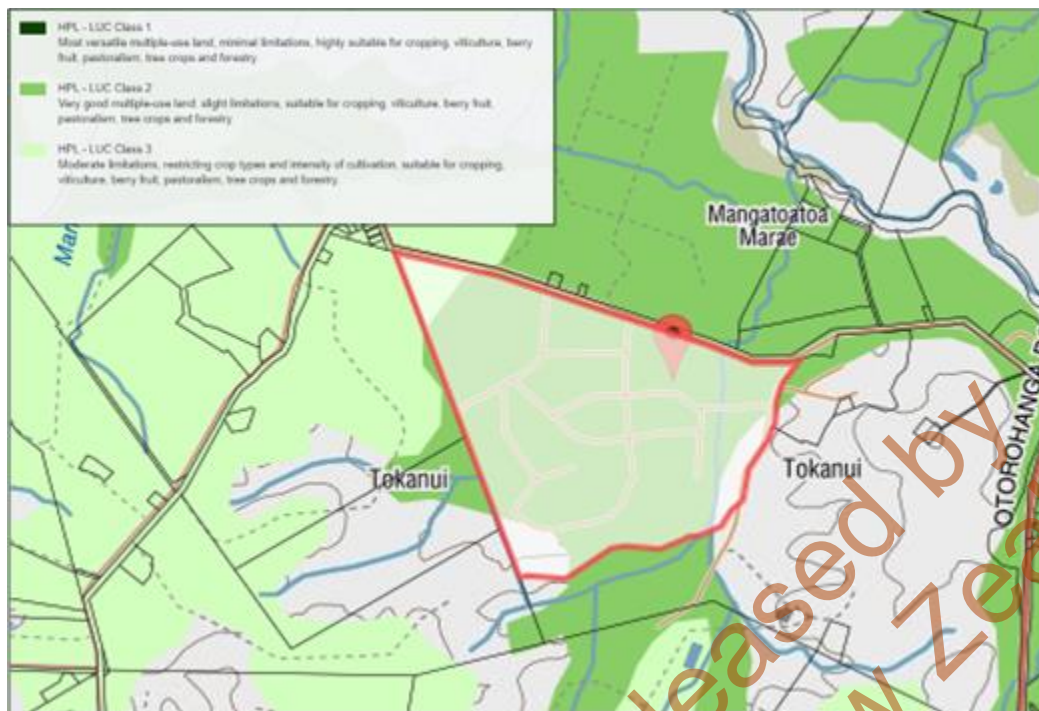 HPL - LUC Class 1
Most versatile multiple-use land, minimal limitations, highly suitable for cropping, viticulture, berry
fruit, pastoralism, tree crops and forestry
HPL - LUC Class 2
Very good multiple-use land, slight limitations, suitable for cropping, viticulture, berry fruit,
pastoralism, tree crops and forestry
HPL - LUC Class 3
Moderate limitations, restricting crop types and intensity of cultivation, suitable for cropping,
viticulture, berry fruit, pastoralism, tree crops and forestry.
Man
Mangatoatoa
Marae
Tokanui
Tokanui
OTOROHANGA
leased by
w Zea